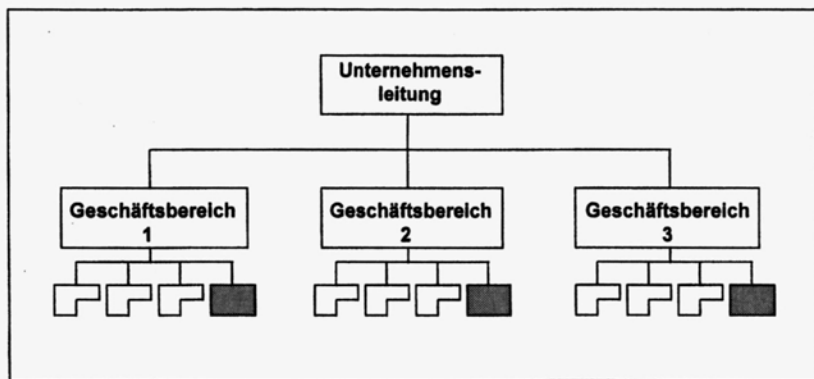 Unternehmens-
leitung
Geschäftsbereich
1
Geschäftsbereich
2
Geschäftsbereich
3